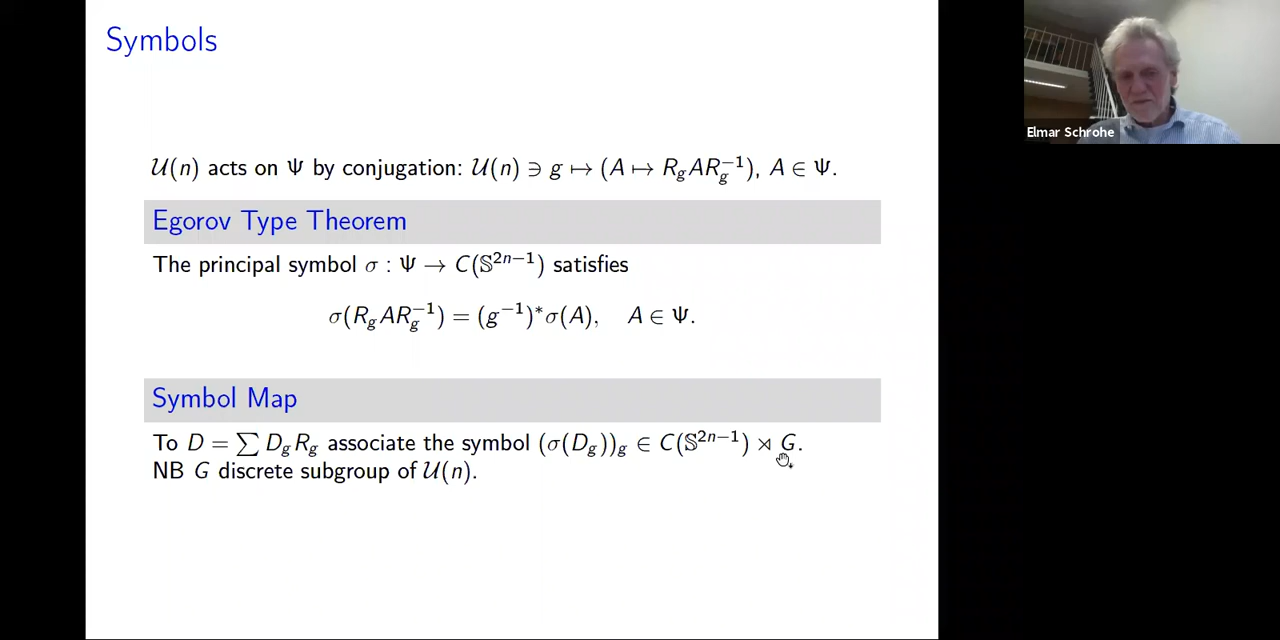 Symbols
𝒰(n) acts on Ψ by conjugation: 𝒰(n) ∋ g ↦ (A ↦ R_g A R_g^{-1}), A ∈ Ψ.
Egorov Type Theorem
The principal symbol σ : Ψ → C(𝕊^{2n−1}) satisfies
σ(R_g A R_g^{-1}) = (g^{-1})^*σ(A), A ∈ Ψ.
Symbol Map
To D = ∑ D_g R_g associate the symbol (σ(D_g))_g ∈ C(𝕊^{2n−1}) ⋊ G.
NB G discrete subgroup of 𝒰(n).
Elmar Schrohe